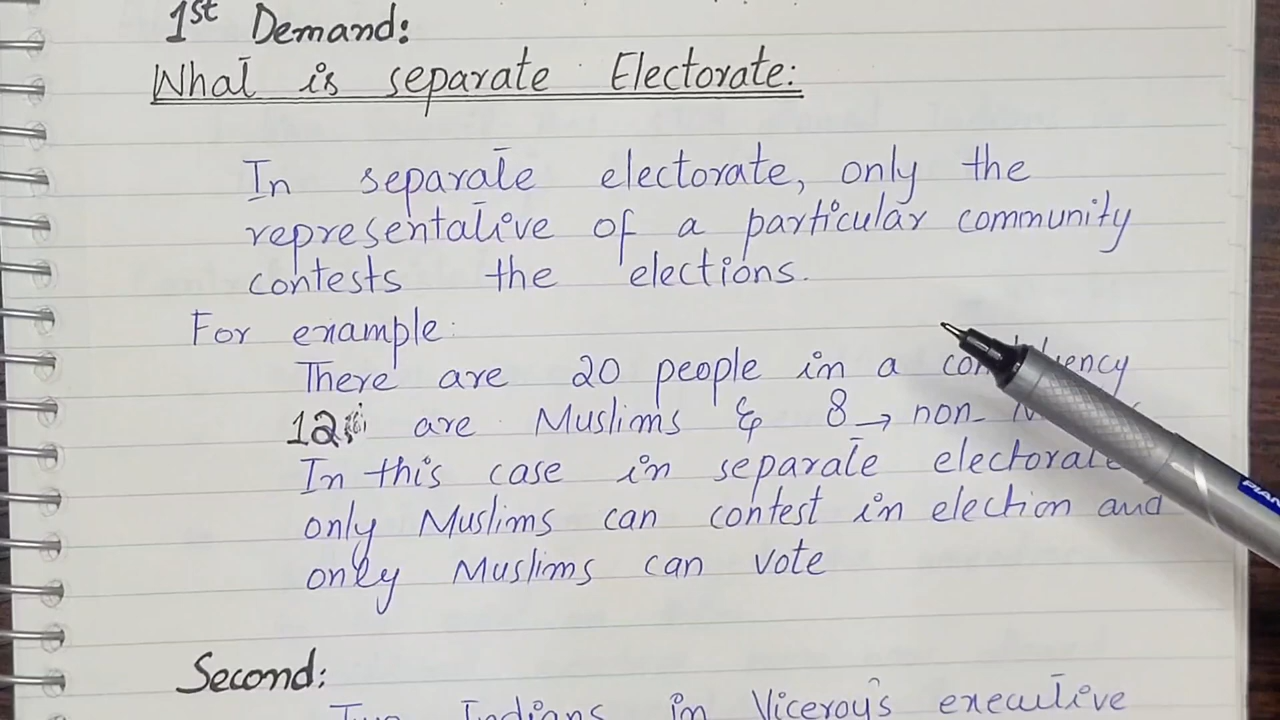 1st Demand:
What is separate Electorate:
In separate electorate, only the
representative of a particular community
contests the elections.
For example:
There are 20 people in a
12 are Muslims & 8 → non-
In this case in separate electorate
only Muslims can contest in election and
only Muslims can vote
Second:
Two Indians in Viceroy's executive